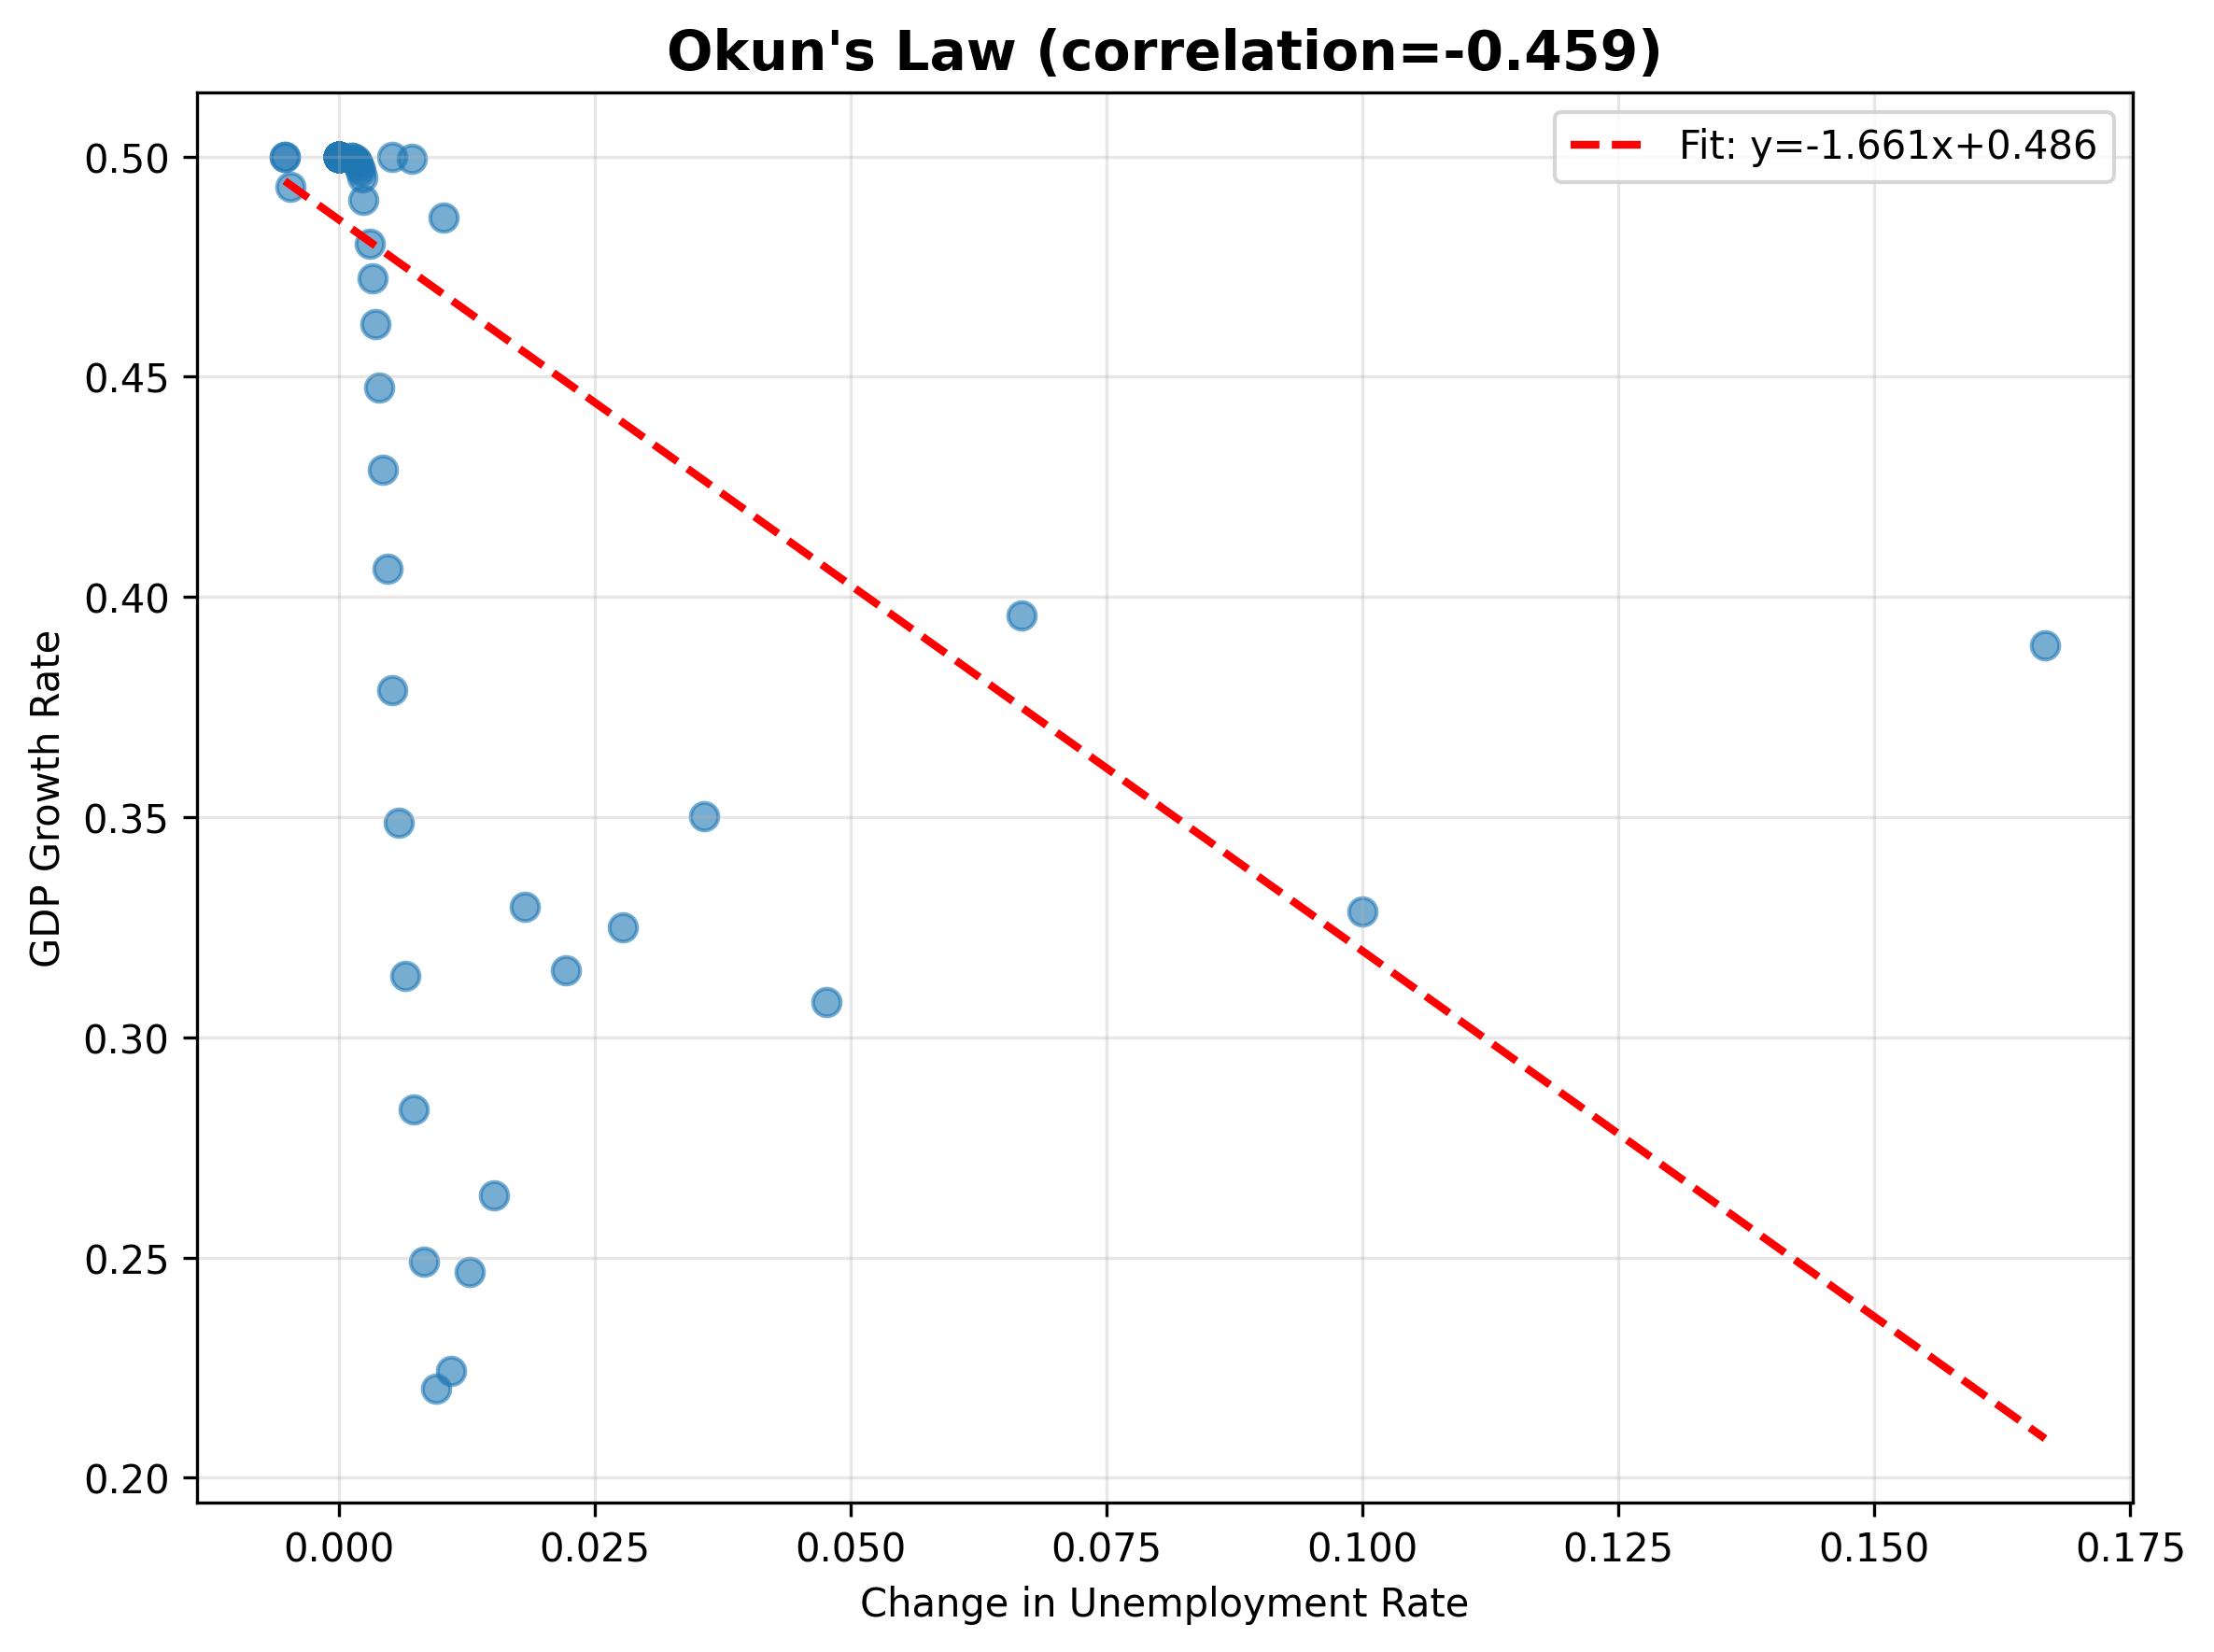 Okun's Law (correlation=-0.459)
Fit: y=-1.661x+0.486
GDP Growth Rate
0.50
0.45
0.40
0.35
0.30
0.25
0.20
0.000 0.025 0.050 0.075 0.100 0.125 0.150 0.175
Change in Unemployment Rate